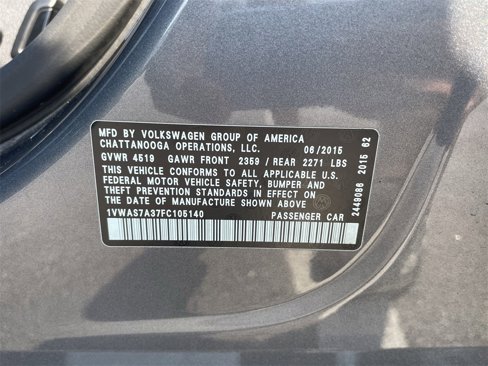 MFD BY VOLKSWAGEN GROUP OF AMERICA
CHATTANOOGA OPERATIONS, LLC. 06/2015
GVWR 4519 GAWR FRONT 2359 / REAR 2271 LBS
THIS VEHICLE CONFORMS TO ALL APPLICABLE U.S.
FEDERAL MOTOR VEHICLE SAFETY, BUMPER AND
THEFT PREVENTION STANDARDS IN EFFECT ON
THE DATE OF MANUFACTURE SHOWN ABOVE.
1VWAS7A37FC105140 PASSENGER CAR
2449086 2015 62